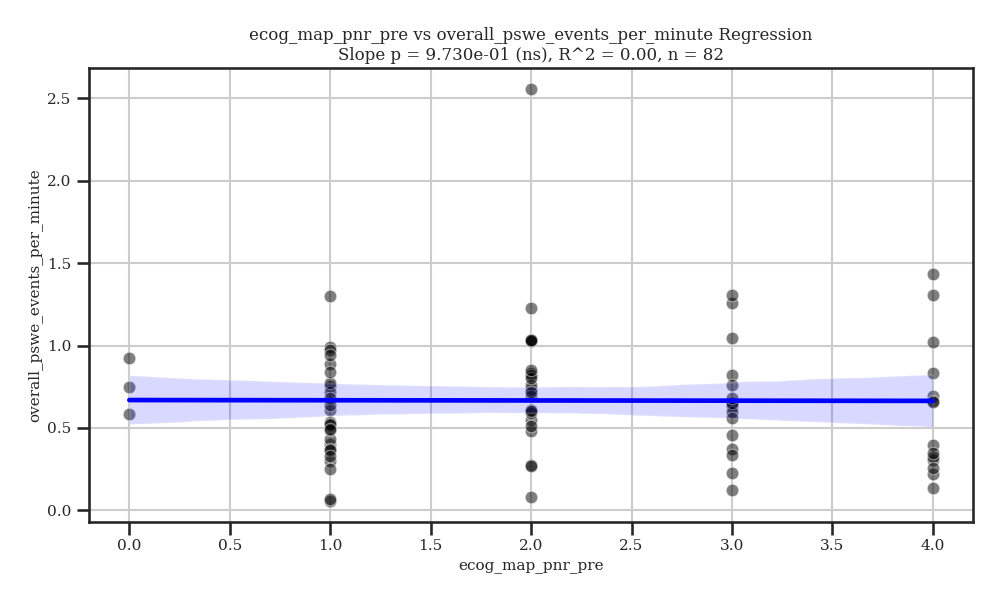 ecog_map_pnr_pre vs overall_pswe_events_per_minute Regression
Slope p = 9.730e-01 (ns), R^2 = 0.00, n = 82
overall_pswe_events_per_minute
2.5
2.0
1.5
1.0
0.5
0.0
0.0 0.5 1.0 1.5 2.0 2.5 3.0 3.5 4.0
ecog_map_pnr_pre